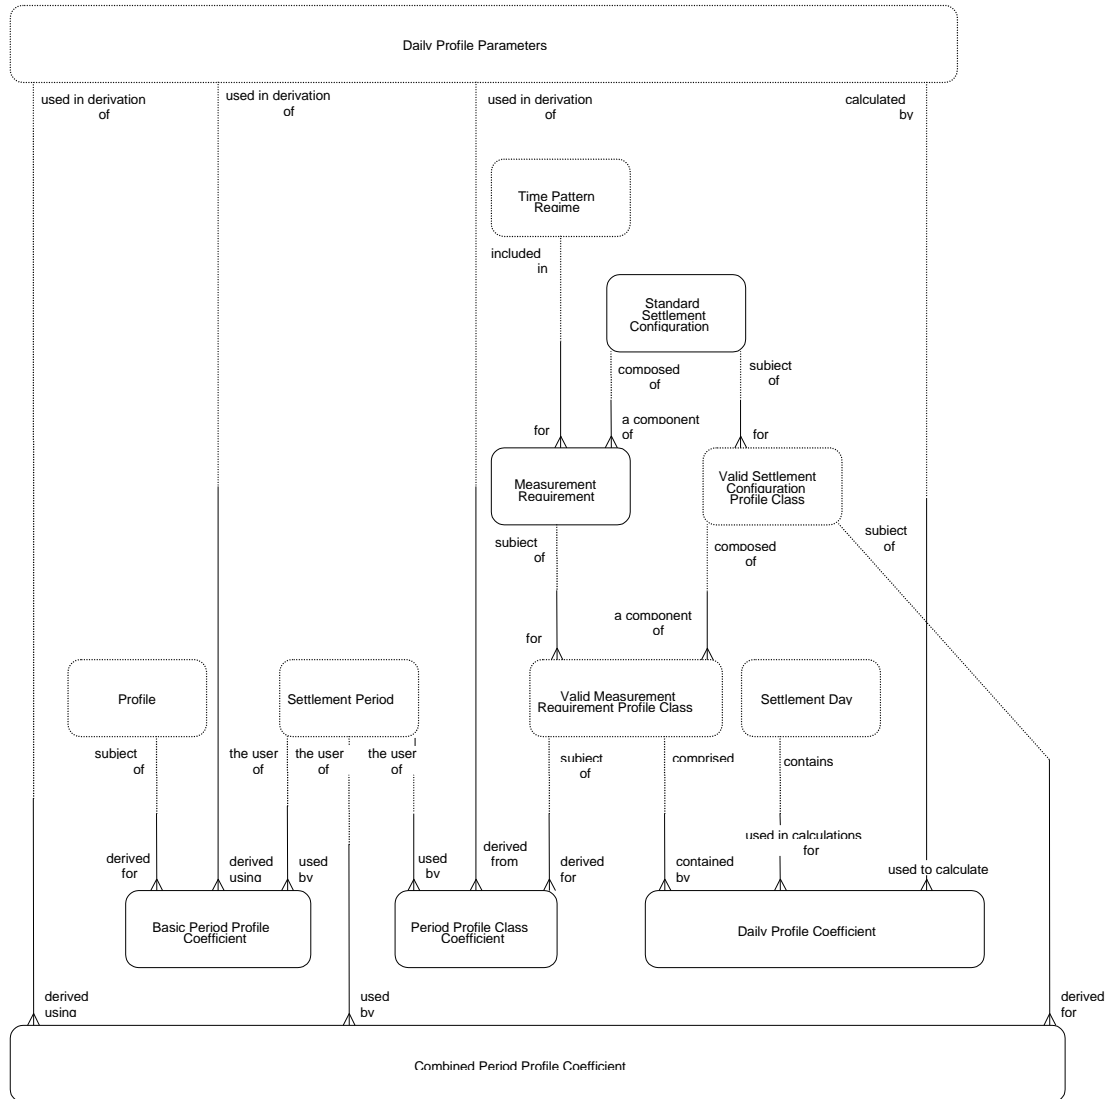 Daily Profile Parameters
used in derivation
of
used in derivation
of
used in derivation
of
calculated
by
Time Pattern
Regime
included
in
Standard
Settlement
Configuration
composed
of
subject
of
for
a component
of
for
Measurement
Requirement
Valid Settlement
Configuration
Profile Class
subject
of
composed
of
subject
of
for
a component
of
Profile
Settlement Period
Valid Measurement
Requirement Profile Class
Settlement Day
subject
of
the user
of
the user
of
the user
of
subject
of
comprised
contains
derived
for
derived
using
used
by
used
by
derived
from
derived
for
contained
by
used in calculations
for
used to calculate
Basic Period Profile
Coefficient
Period Profile Class
Coefficient
Daily Profile Coefficient
derived
using
used
by
derived
for
Combined Period Profile Coefficient